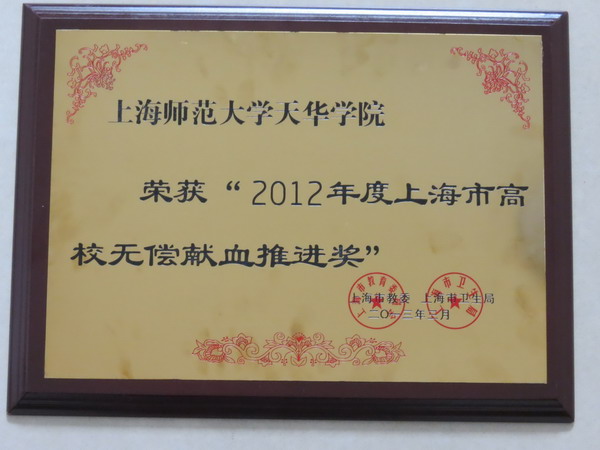 上海师范大学天华学院
荣获“2012年度上海市高
校无偿献血推进奖”
上海市教委 上海市卫生局
二〇一三年三月